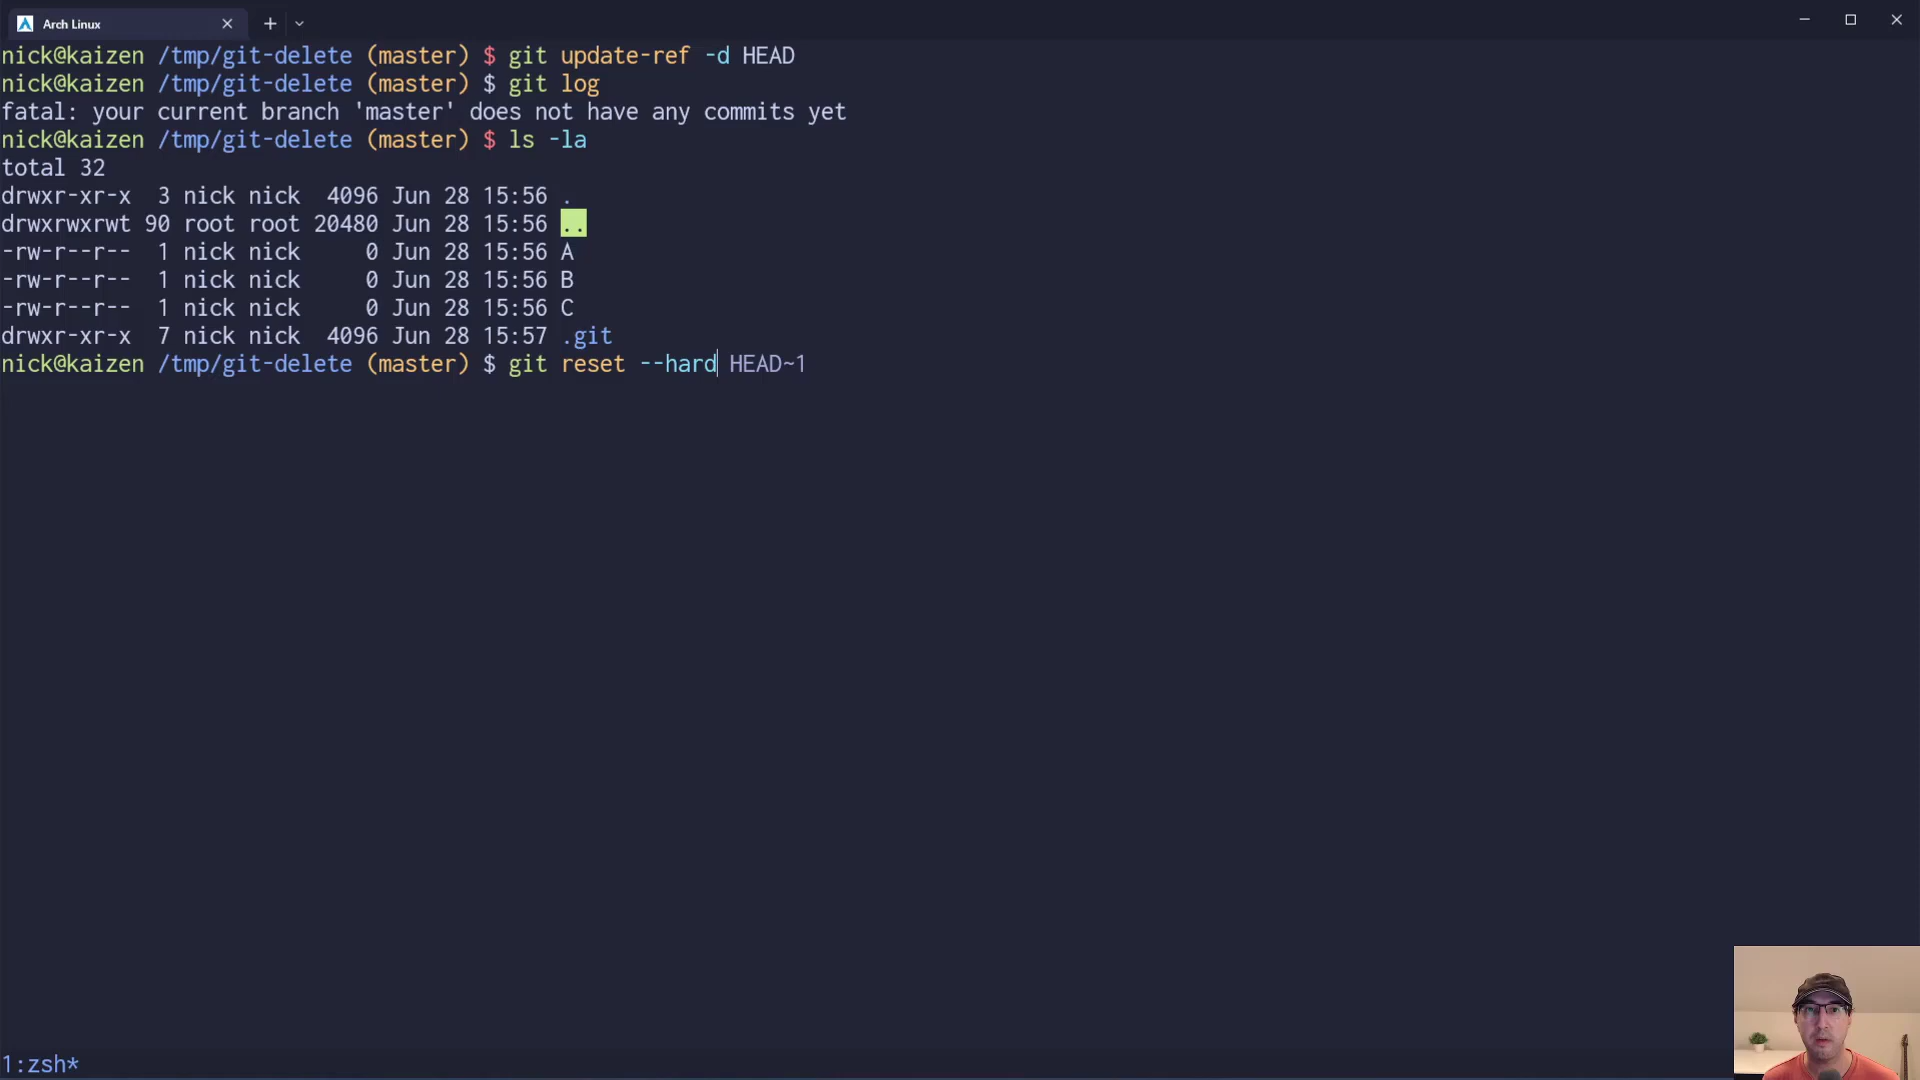 Arch Linux
nick@kaizen /tmp/git-delete (master) $ git update-ref -d HEAD
nick@kaizen /tmp/git-delete (master) $ git log
fatal: your current branch 'master' does not have any commits yet
nick@kaizen /tmp/git-delete (master) $ ls -la
total 32
drwxr-xr-x  3 nick nick  4096 Jun 28 15:56 .
drwxrwxrwt 90 root root 20480 Jun 28 15:56 ..
-rw-r--r--  1 nick nick     0 Jun 28 15:56 A
-rw-r--r--  1 nick nick     0 Jun 28 15:56 B
-rw-r--r--  1 nick nick     0 Jun 28 15:56 C
drwxr-xr-x  7 nick nick  4096 Jun 28 15:57 .git
nick@kaizen /tmp/git-delete (master) $ git reset --hard HEAD~1
1:zsh*